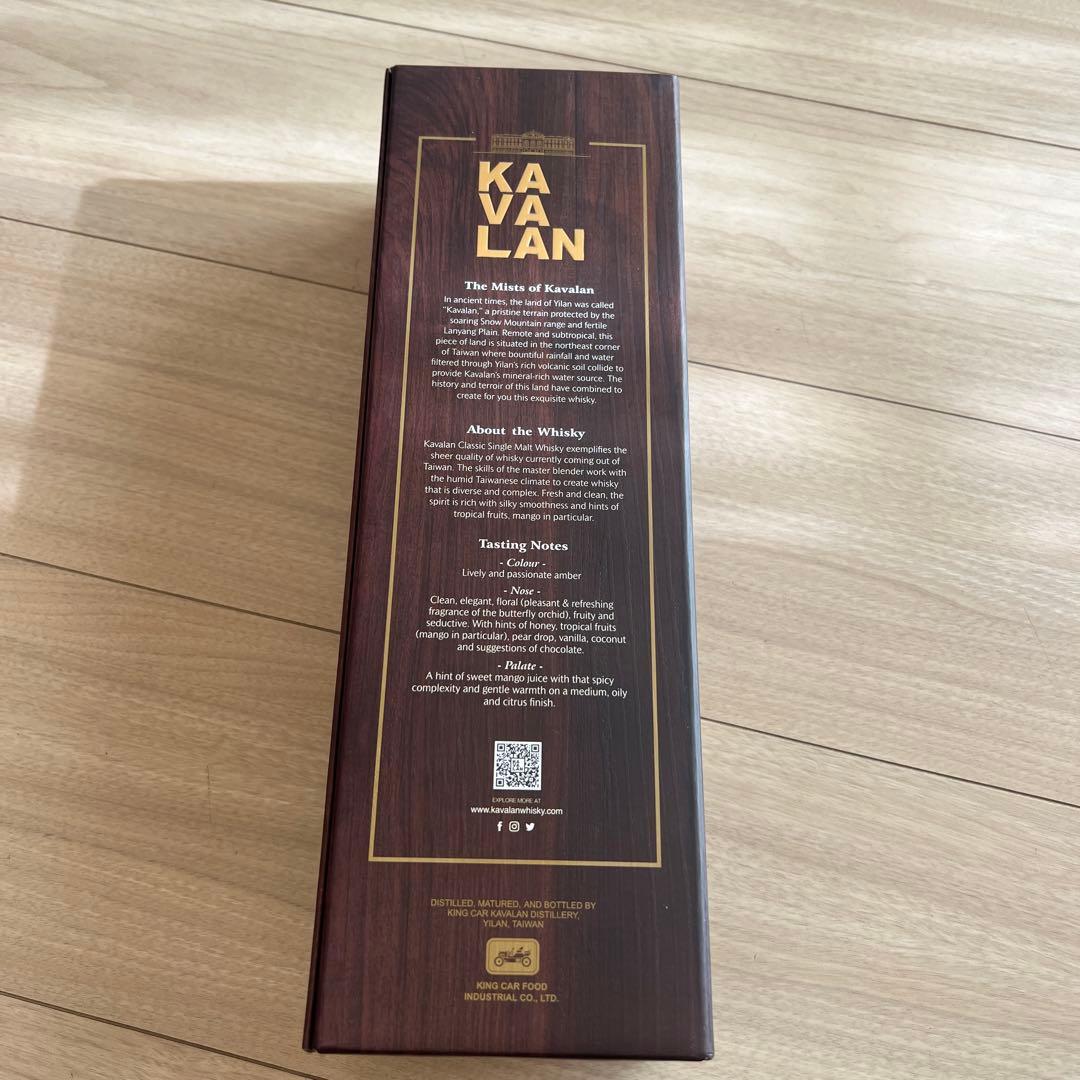 KA
VA
LAN
The Mists of Kavalan
In ancient times, the land of Yilan was called
"Kavalan," a pristine terrain protected by the
soaring Snow Mountain range and fertile
Lanyang Plain. Remote and subtropical, this
piece of land is situated in the northeast corner
of Taiwan where bountiful rainfall and water
filtered through Yilan's rich volcanic soil collide to
provide Kavalan's mineral-rich water source. The
history and terroir of this land have combined to
create for you this exquisite whisky.
About the Whisky
Kavalan Classic Single Malt Whisky exemplifies the
sheer quality of whisky currently coming out of
Taiwan. The skills of the master blender work with
the humid Taiwanese climate to create whisky
that is diverse and complex. Fresh and clean, the
spirit is rich with silky smoothness and hints of
tropical fruits, mango in particular.
Tasting Notes
- Colour -
Lively and passionate amber
- Nose -
Clean, elegant, floral (pleasant & refreshing
fragrance of the butterfly orchid), fruity and
seductive. With hints of honey, tropical fruits
(mango in particular), pear drop, vanilla, coconut
and suggestions of chocolate.
- Palate -
A hint of sweet mango juice with that spicy
complexity and gentle warmth on a medium, oily
and citrus finish.
EXPLORE MORE AT
www.kavalanwhisky.com
DISTILLED, MATURED, AND BOTTLED BY
KING CAR KAVALAN DISTILLERY,
YILAN, TAIWAN
KING CAR FOOD
INDUSTRIAL CO., LTD.